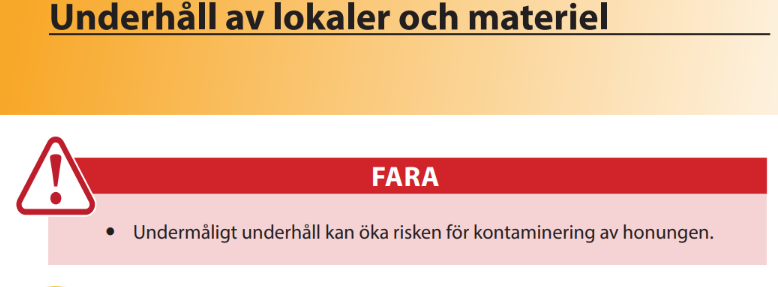 Underhåll av lokaler och materiel
FARA
• Undermåligt underhåll kan öka risken för kontaminering av honungen.